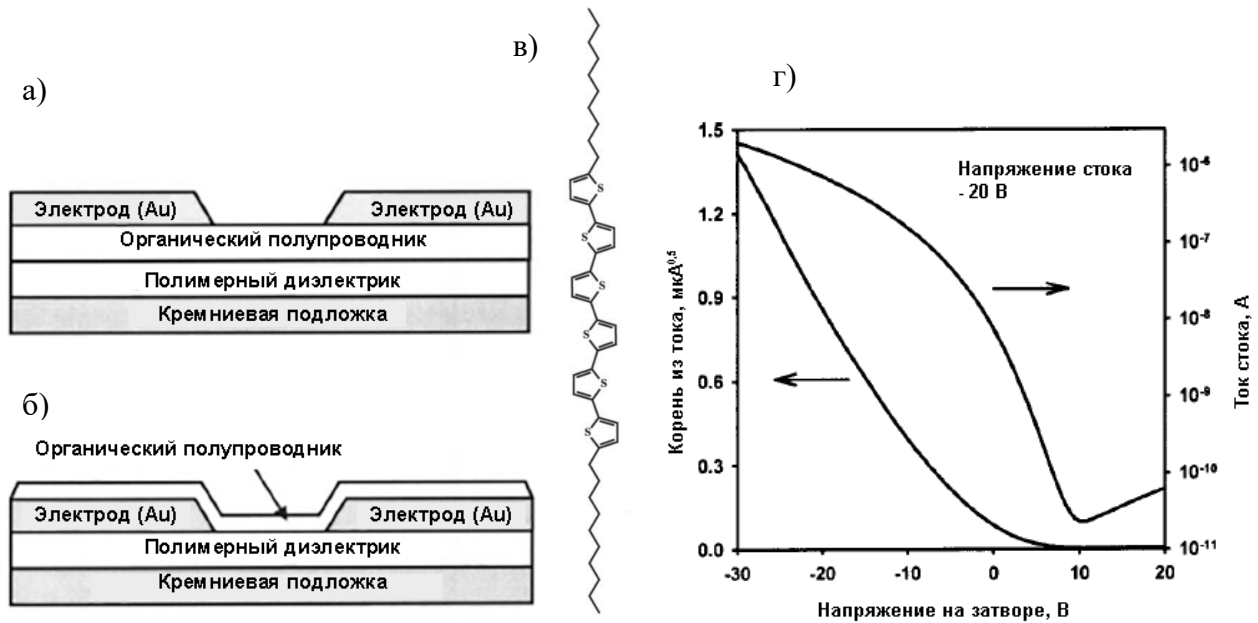 а)
Электрод (Au) Электрод (Au)
Органический полупроводник
Полимерный диэлектрик
Кремниевая подложка
б)
Органический полупроводник
Электрод (Au) Электрод (Au)
Полимерный диэлектрик
Кремниевая подложка
в)
S
S
S
S
S
S
г)
Напряжение стока
- 20 В
Корень из тока, мкА^0,5
1.5
1.2
0.9
0.6
0.3
0.0
-30 -20 -10 0 10 20
Напряжение на затворе, В
10^-6
10^-7
10^-8
10^-9
10^-10
10^-11
Ток стока, А